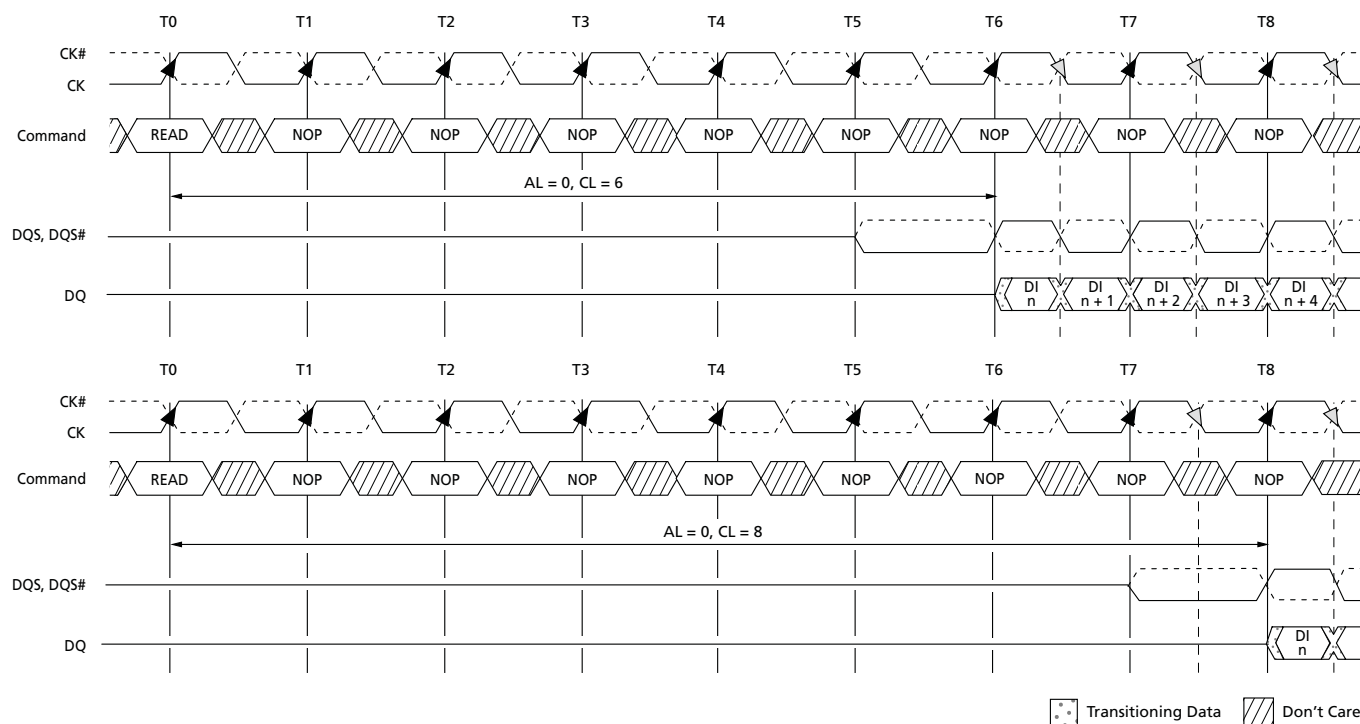 T0 T1 T2 T3 T4 T5 T6 T7 T8
CK#
CK
Command READ NOP NOP NOP NOP NOP NOP NOP NOP
AL = 0, CL = 6
DQS, DQS#
DQ DI n DI n + 1 DI n + 2 DI n + 3 DI n + 4
T0 T1 T2 T3 T4 T5 T6 T7 T8
CK#
CK
Command READ NOP NOP NOP NOP NOP NOP NOP NOP
AL = 0, CL = 8
DQS, DQS#
DQ DI n
Transitioning Data Don't Care